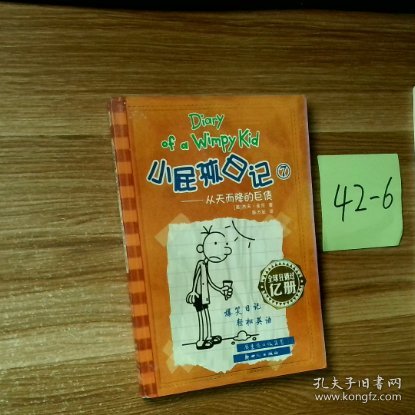 Diary
of a Wimpy Kid
小屁孩日记⑦
——从天而降的巨债
全球销量过
亿册
爆笑日记
轻松英语
42-6
孔夫子旧书网
www.kongfz.com